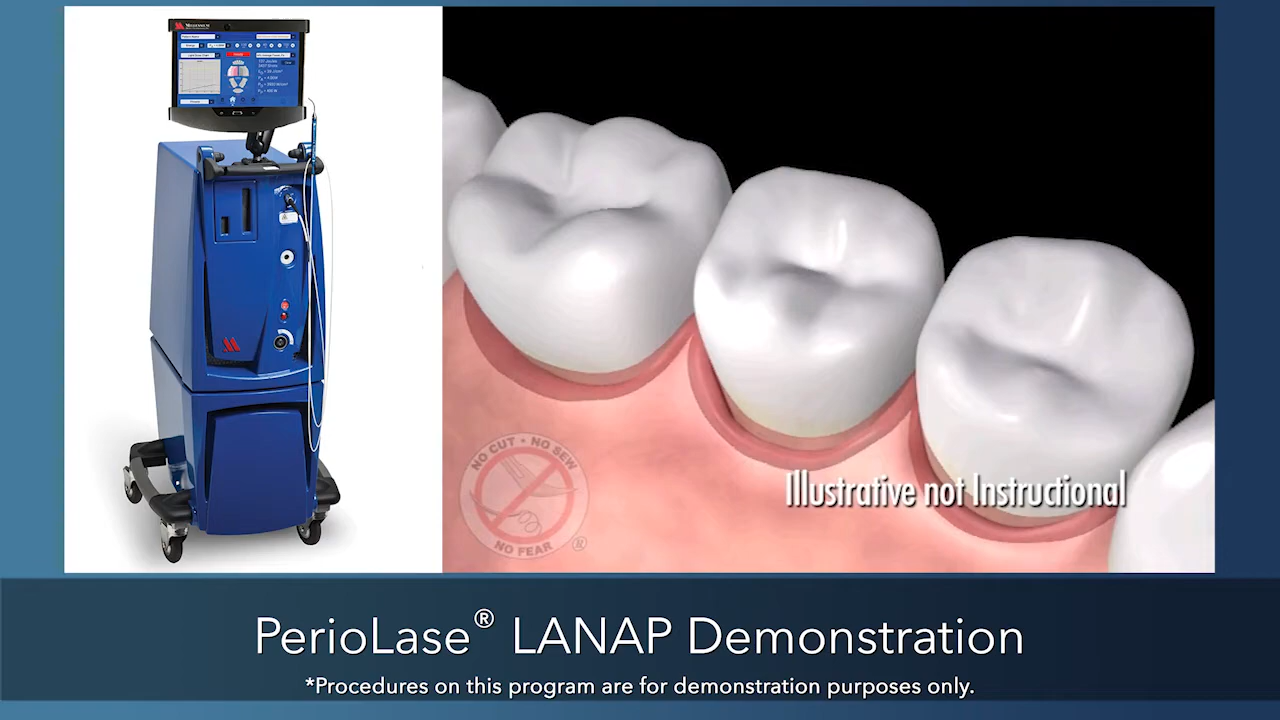 MILLENNIUM
NO CUT • NO SEW
NO FEAR
®
Illustrative not Instructional
PerioLase® LANAP Demonstration
*Procedures on this program are for demonstration purposes only.